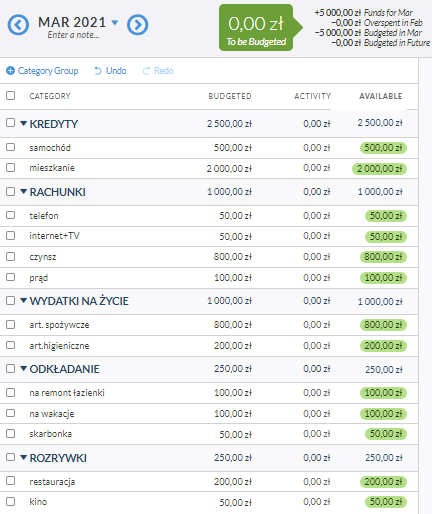 MAR 2021
Enter a note...
0,00 zł
To be Budgeted
+5 000,00 zł Funds for Mar
−0,00 zł Overspent in Feb
−5 000,00 zł Budgeted in Mar
−0,00 zł Budgeted in Future
Category Group Undo Redo
CATEGORY BUDGETED ACTIVITY AVAILABLE
KREDYTY 2 500,00 zł 0,00 zł 2 500,00 zł
samochód 500,00 zł 0,00 zł 500,00 zł
mieszkanie 2 000,00 zł 0,00 zł 2 000,00 zł
RACHUNKI 1 000,00 zł 0,00 zł 1 000,00 zł
telefon 50,00 zł 0,00 zł 50,00 zł
internet+TV 50,00 zł 0,00 zł 50,00 zł
czynsz 800,00 zł 0,00 zł 800,00 zł
prąd 100,00 zł 0,00 zł 100,00 zł
WYDATKI NA ŻYCIE 1 000,00 zł 0,00 zł 1 000,00 zł
art. spożywcze 800,00 zł 0,00 zł 800,00 zł
art.higieniczne 200,00 zł 0,00 zł 200,00 zł
ODKŁADANIE 250,00 zł 0,00 zł 250,00 zł
na remont łazienki 100,00 zł 0,00 zł 100,00 zł
na wakacje 100,00 zł 0,00 zł 100,00 zł
skarbonka 50,00 zł 0,00 zł 50,00 zł
ROZRYWKI 250,00 zł 0,00 zł 250,00 zł
restauracja 200,00 zł 0,00 zł 200,00 zł
kino 50,00 zł 0,00 zł 50,00 zł